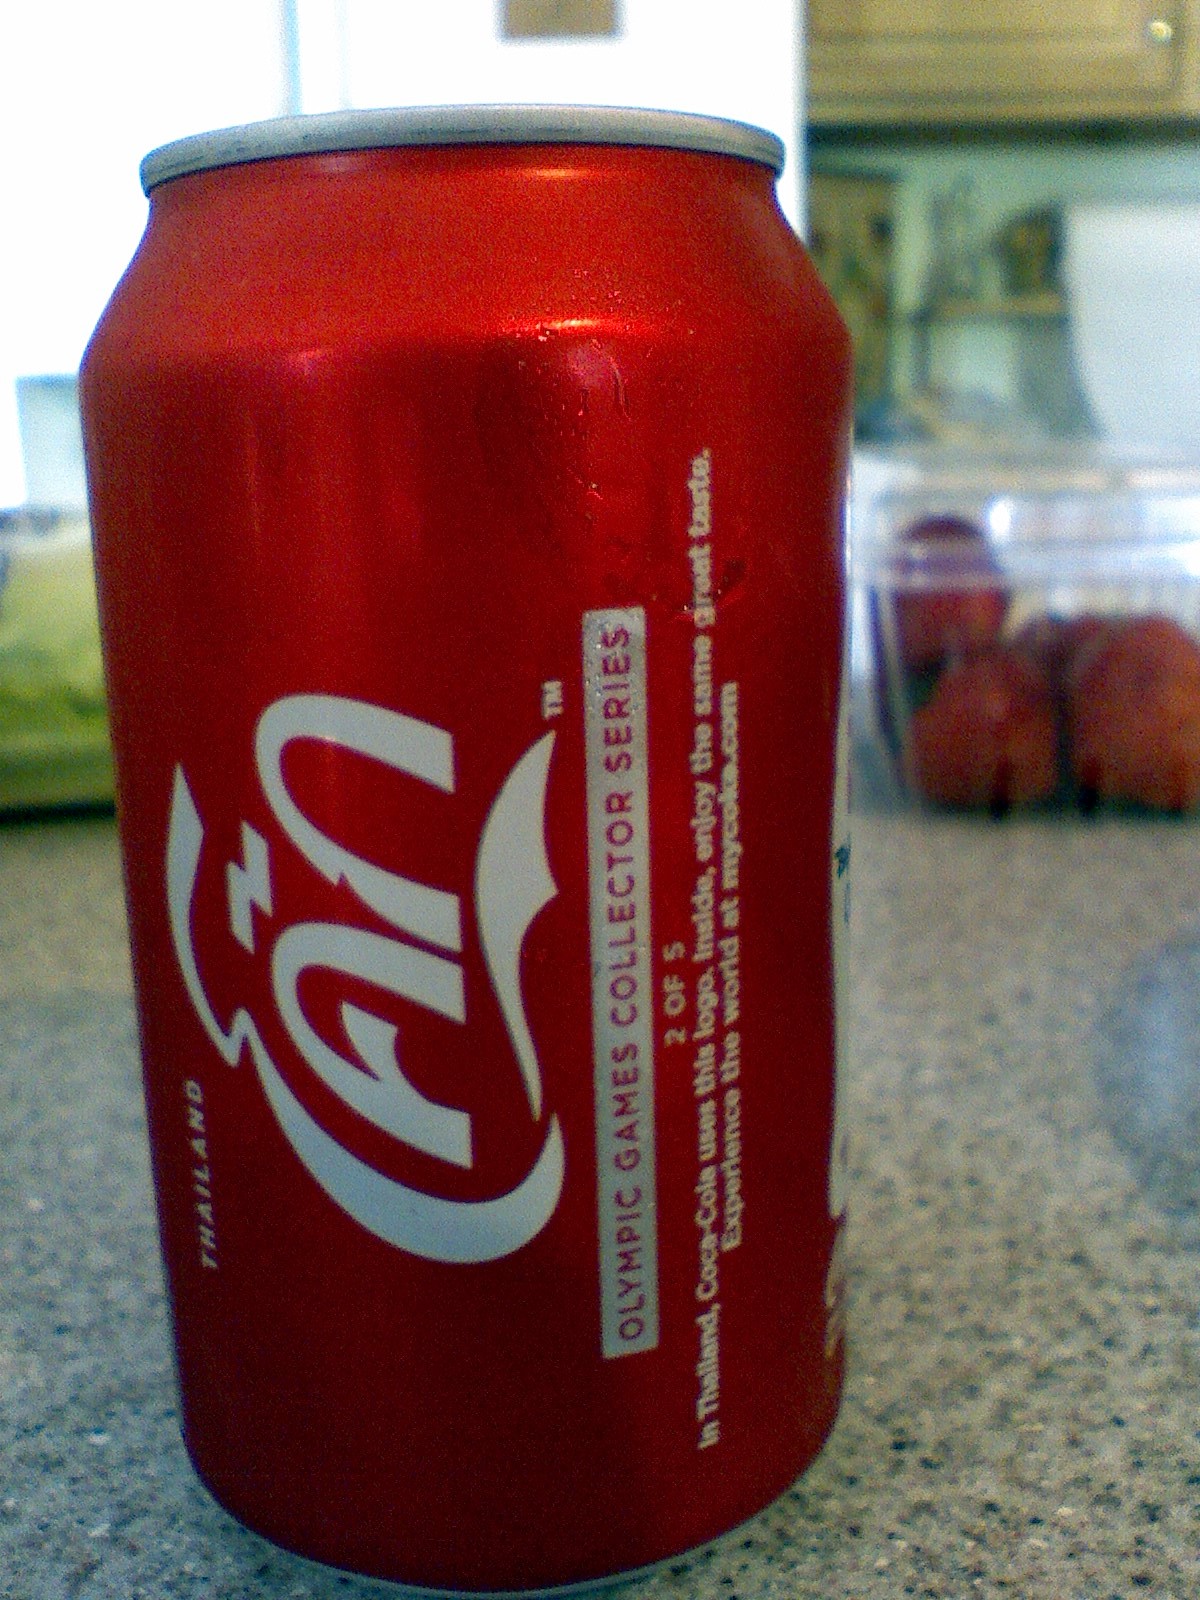 THAILAND
โค้ก
TM
OLYMPIC GAMES COLLECTOR SERIES
2 OF 5
In Thailand, Coca-Cola uses this logo. Inside, enjoy the same great taste.
Experience the world at mycoke.com